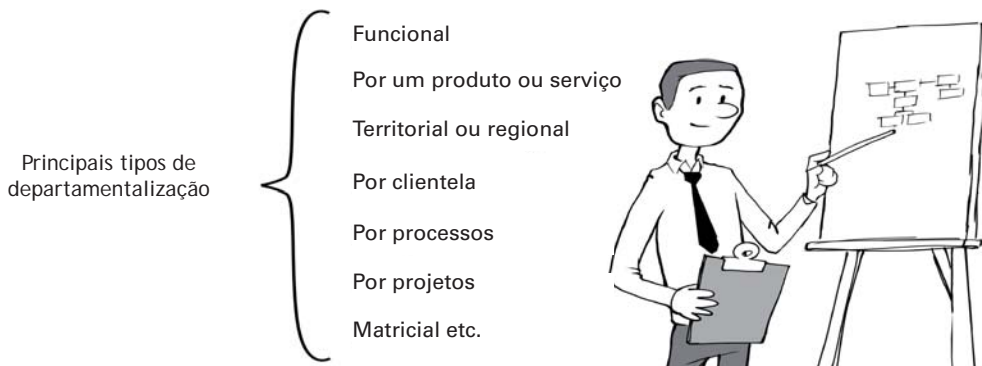 Principais tipos de
departamentalização
Funcional
Por um produto ou serviço
Territorial ou regional
Por clientela
Por processos
Por projetos
Matricial etc.